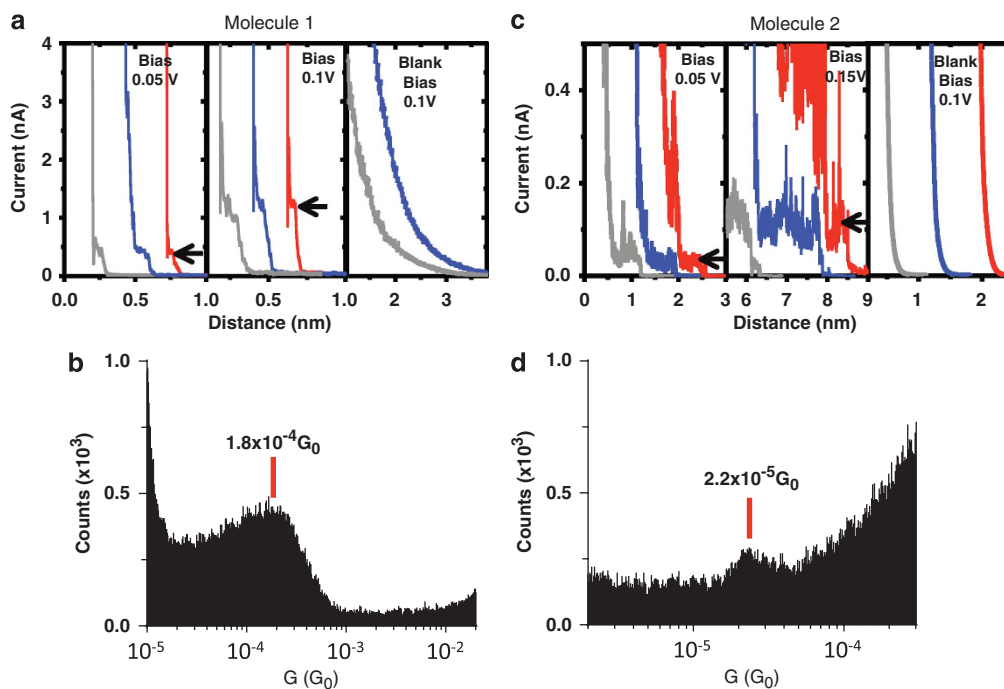 a
Molecule 1
Bias
0.05 V
Bias
0.1V
Blank
Bias
0.1V
Current (nA)
4
3
2
1
0
0.0
0.5
1.0
0.5
1.0
2
3
Distance (nm)
c
Molecule 2
Bias
0.05 V
Bias
0.15V
Blank
Bias
0.1V
Current (nA)
0.4
0.2
0.0
0
1
2
3
6
7
8
9
1
2
Distance (nm)
b
1.8x10⁻⁴G₀
Counts (x10³)
1.0
0.5
0.0
10⁻⁵
10⁻⁴
10⁻³
10⁻²
G (G₀)
d
2.2x10⁻⁵G₀
Counts (x10³)
1.0
0.5
0.0
10⁻⁵
10⁻⁴
G (G₀)